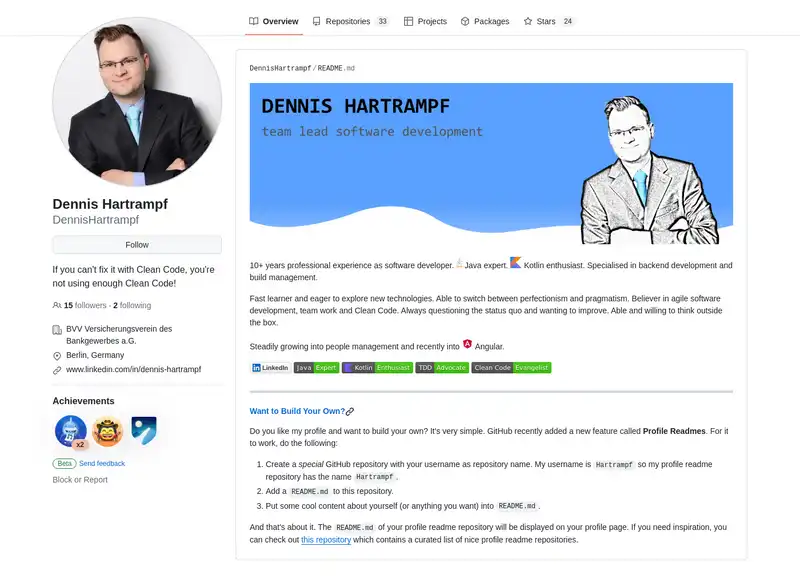 Overview
Repositories 33
Projects
Packages
Stars 24
Dennis Hartrampf
DennisHartrampf
Follow
If you can't fix it with Clean Code, you're
not using enough Clean Code!
15 followers · 2 following
BVV Versicherungsverein des
Bankgewerbes a.G.
Berlin, Germany
www.linkedin.com/in/dennis-hartrampf
Achievements
x2
Beta Send feedback
Block or Report
DennisHartrampf/README.md
DENNIS HARTRAMPF
team lead software development
10+ years professional experience as software developer. Java expert. Kotlin enthusiast. Specialised in backend development and
build management.
Fast learner and eager to explore new technologies. Able to switch between perfectionism and pragmatism. Believer in agile software
development, team work and Clean Code. Always questioning the status quo and wanting to improve. Able and willing to think outside
the box.
Steadily growing into people management and recently into Angular.
LinkedIn Java Expert Kotlin Enthusiast TDD Advocate Clean Code Evangelist
Want to Build Your Own?
Do you like my profile and want to build your own? It's very simple. GitHub recently added a new feature called Profile Readmes. For it
to work, do the following:
1. Create a special GitHub repository with your username as repository name. My username is Hartrampf so my profile readme
repository has the name Hartrampf.
2. Add a README.md to this repository.
3. Put some cool content about yourself (or anything you want) into README.md.
And that's about it. The README.md of your profile readme repository will be displayed on your profile page. If you need inspiration, you
can check out this repository which contains a curated list of nice profile readme repositories.